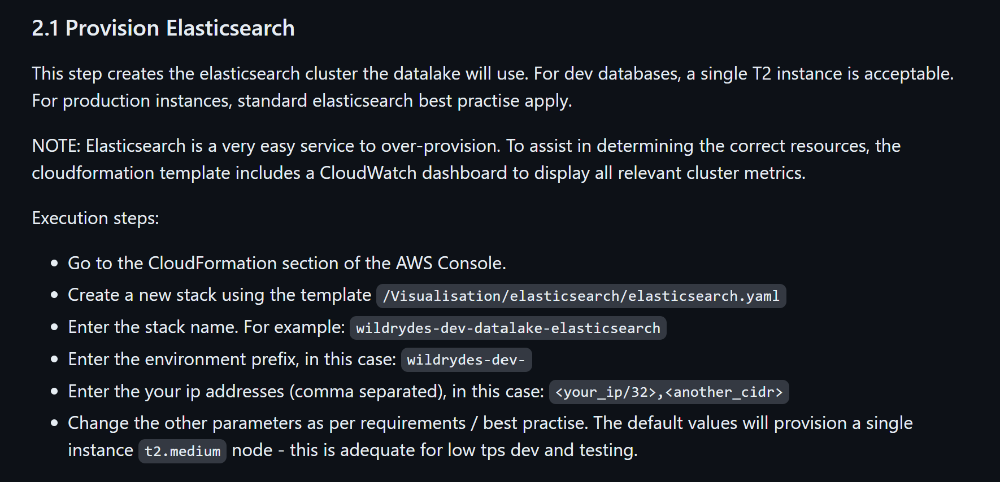 2.1 Provision Elasticsearch
This step creates the elasticsearch cluster the datalake will use. For dev databases, a single T2 instance is acceptable.
For production instances, standard elasticsearch best practise apply.
NOTE: Elasticsearch is a very easy service to over-provision. To assist in determining the correct resources, the
cloudformation template includes a CloudWatch dashboard to display all relevant cluster metrics.
Execution steps:
• Go to the CloudFormation section of the AWS Console.
• Create a new stack using the template /Visualisation/elasticsearch/elasticsearch.yaml
• Enter the stack name. For example: wildrydes-dev-datalake-elasticsearch
• Enter the environment prefix, in this case: wildrydes-dev-
• Enter the your ip addresses (comma separated), in this case: <your_ip/32>,<another_cidr>
• Change the other parameters as per requirements / best practise. The default values will provision a single
instance t2.medium node - this is adequate for low tps dev and testing.